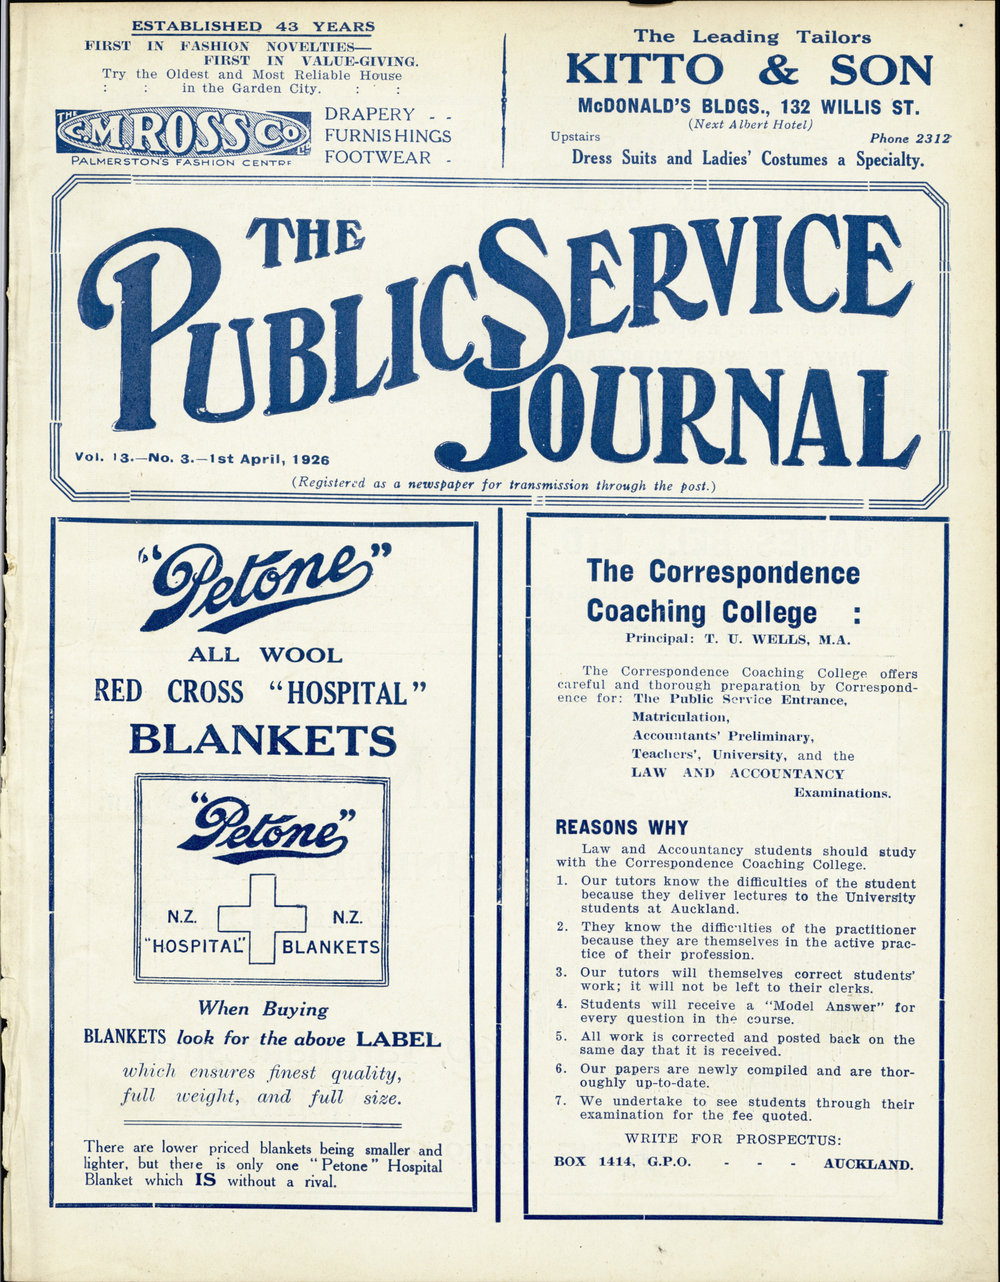 ESTABLISHED 43 YEARS
FIRST IN FASHION NOVELTIES—
FIRST IN VALUE-GIVING.
Try the Oldest and Most Reliable House
: : in the Garden City. : :
THE C.M. ROSS Co Ltd
PALMERSTON'S FASHION CENTRE
DRAPERY - -
FURNISHINGS
FOOTWEAR -
The Leading Tailors
KITTO & SON
McDONALD'S BLDGS., 132 WILLIS ST.
(Next Albert Hotel)
Upstairs Phone 2312
Dress Suits and Ladies' Costumes a Specialty.
THE
PUBLIC SERVICE
JOURNAL
Vol. 13.—No. 3.—1st April, 1926
(Registered as a newspaper for transmission through the post.)
"Petone"
ALL WOOL
RED CROSS "HOSPITAL"
BLANKETS
"Petone"
N.Z. N.Z.
"HOSPITAL" BLANKETS
When Buying
BLANKETS look for the above LABEL
which ensures finest quality,
full weight, and full size.
There are lower priced blankets being smaller and
lighter, but there is only one "Petone" Hospital
Blanket which IS without a rival.
The Correspondence
Coaching College :
Principal: T. U. WELLS, M.A.
The Correspondence Coaching College offers
careful and thorough preparation by Correspond-
ence for: The Public Service Entrance,
Matriculation,
Accountants' Preliminary,
Teachers', University, and the
LAW AND ACCOUNTANCY
Examinations.
REASONS WHY
Law and Accountancy students should study
with the Correspondence Coaching College.
1. Our tutors know the difficulties of the student
because they deliver lectures to the University
students at Auckland.
2. They know the difficulties of the practitioner
because they are themselves in the active prac-
tice of their profession.
3. Our tutors will themselves correct students'
work; it will not be left to their clerks.
4. Students will receive a "Model Answer" for
every question in the course.
5. All work is corrected and posted back on the
same day that it is received.
6. Our papers are newly compiled and are thor-
oughly up-to-date.
7. We undertake to see students through their
examination for the fee quoted.
WRITE FOR PROSPECTUS:
BOX 1414, G.P.O. - - - AUCKLAND.